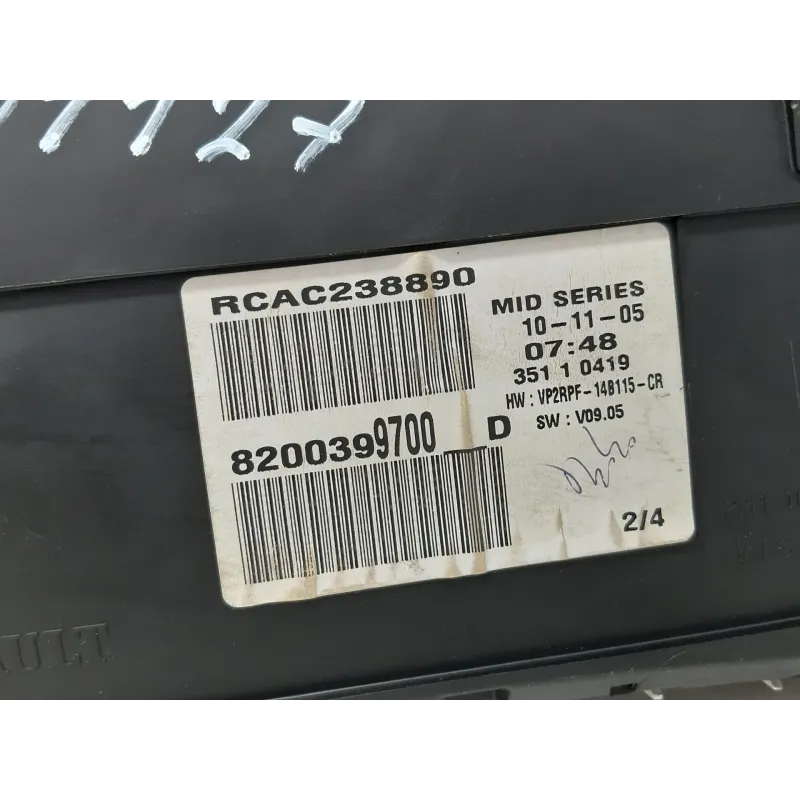 RCAC238890
MID SERIES
10-11-05
07:48
351 1 0419
HW : VP2RPF-14B115-CR
SW : V09.05
8200399700__D
2/4